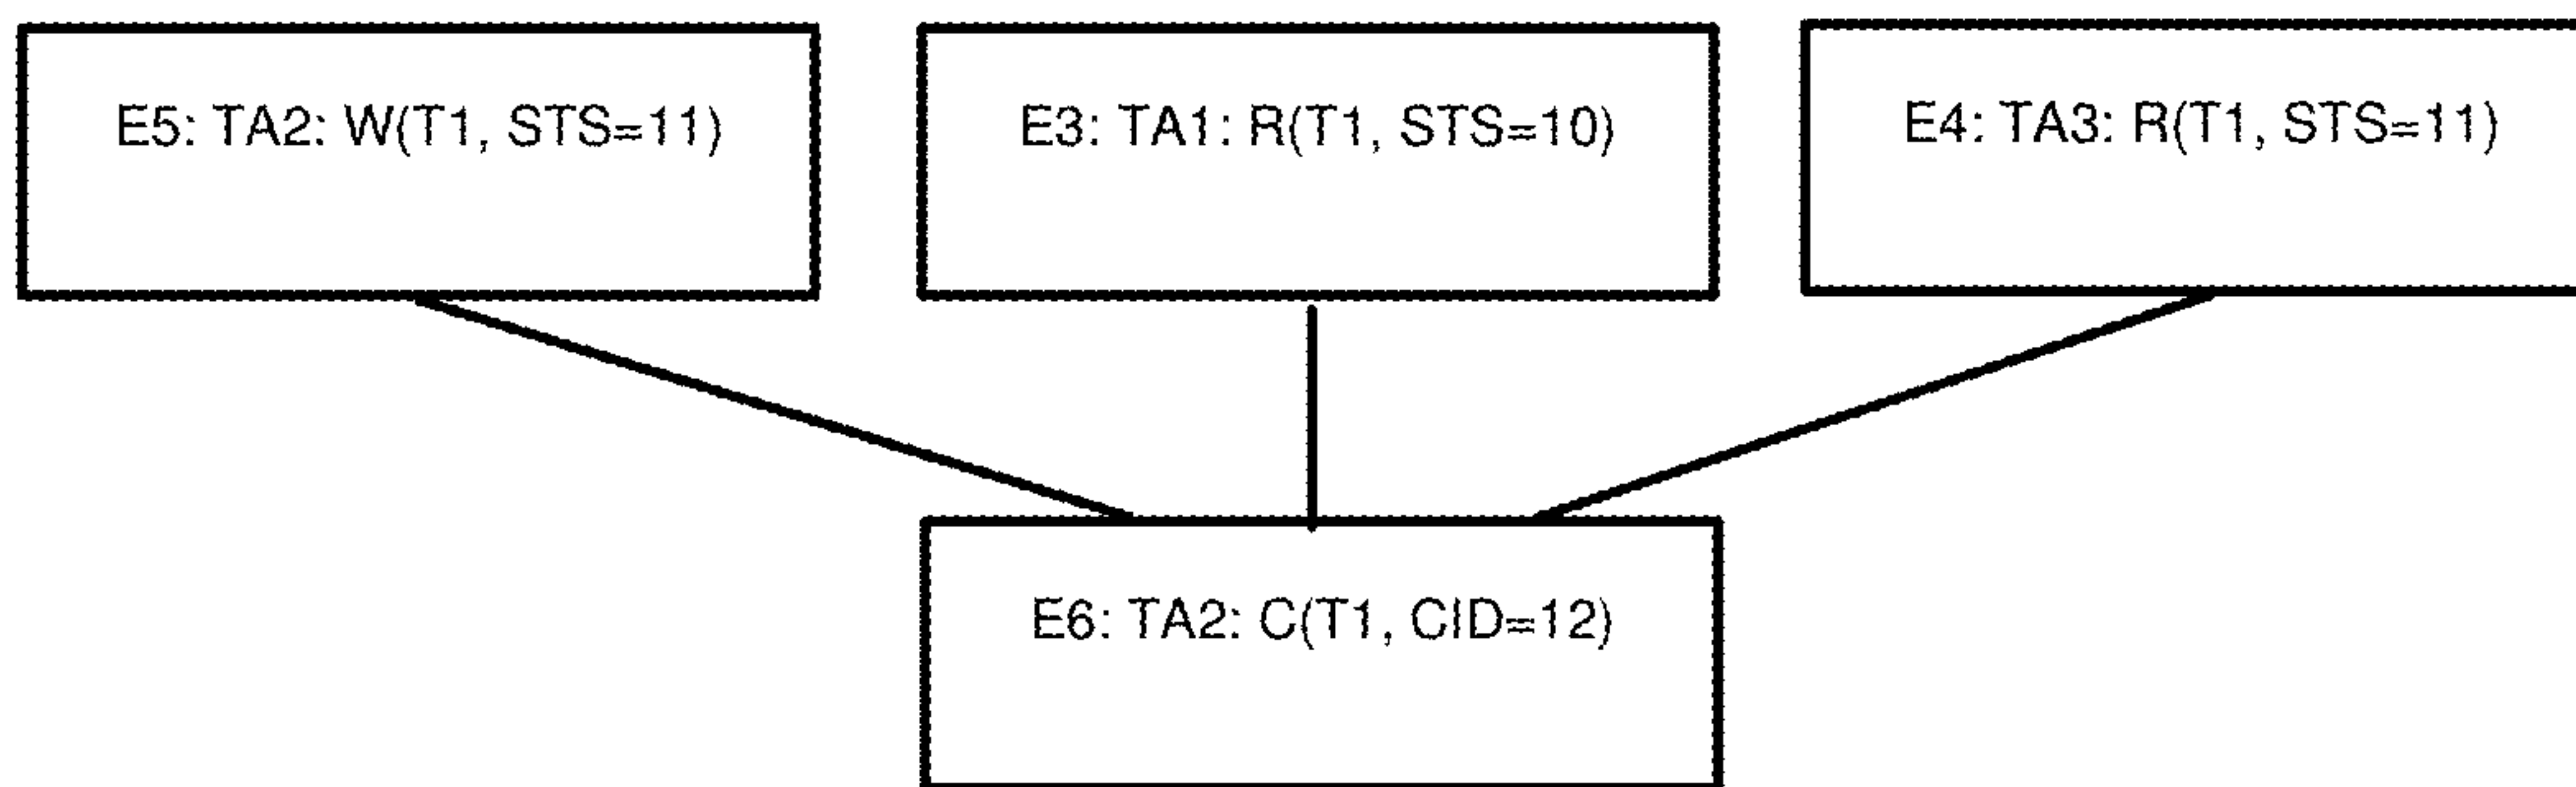 E5: TA2: W(T1, STS=11)
E3: TA1: R(T1, STS=10)
E4: TA3: R(T1, STS=11)
E6: TA2: C(T1, CID=12)